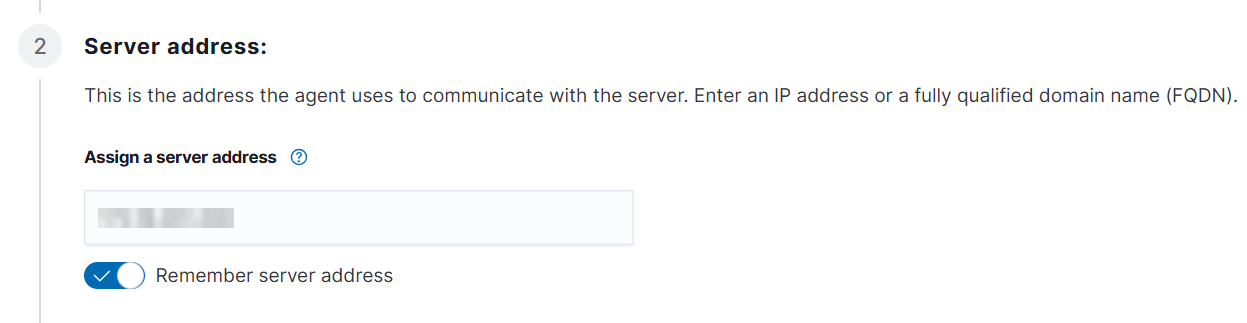 2
Server address:
This is the address the agent uses to communicate with the server. Enter an IP address or a fully qualified domain name (FQDN).
Assign a server address ?
Remember server address